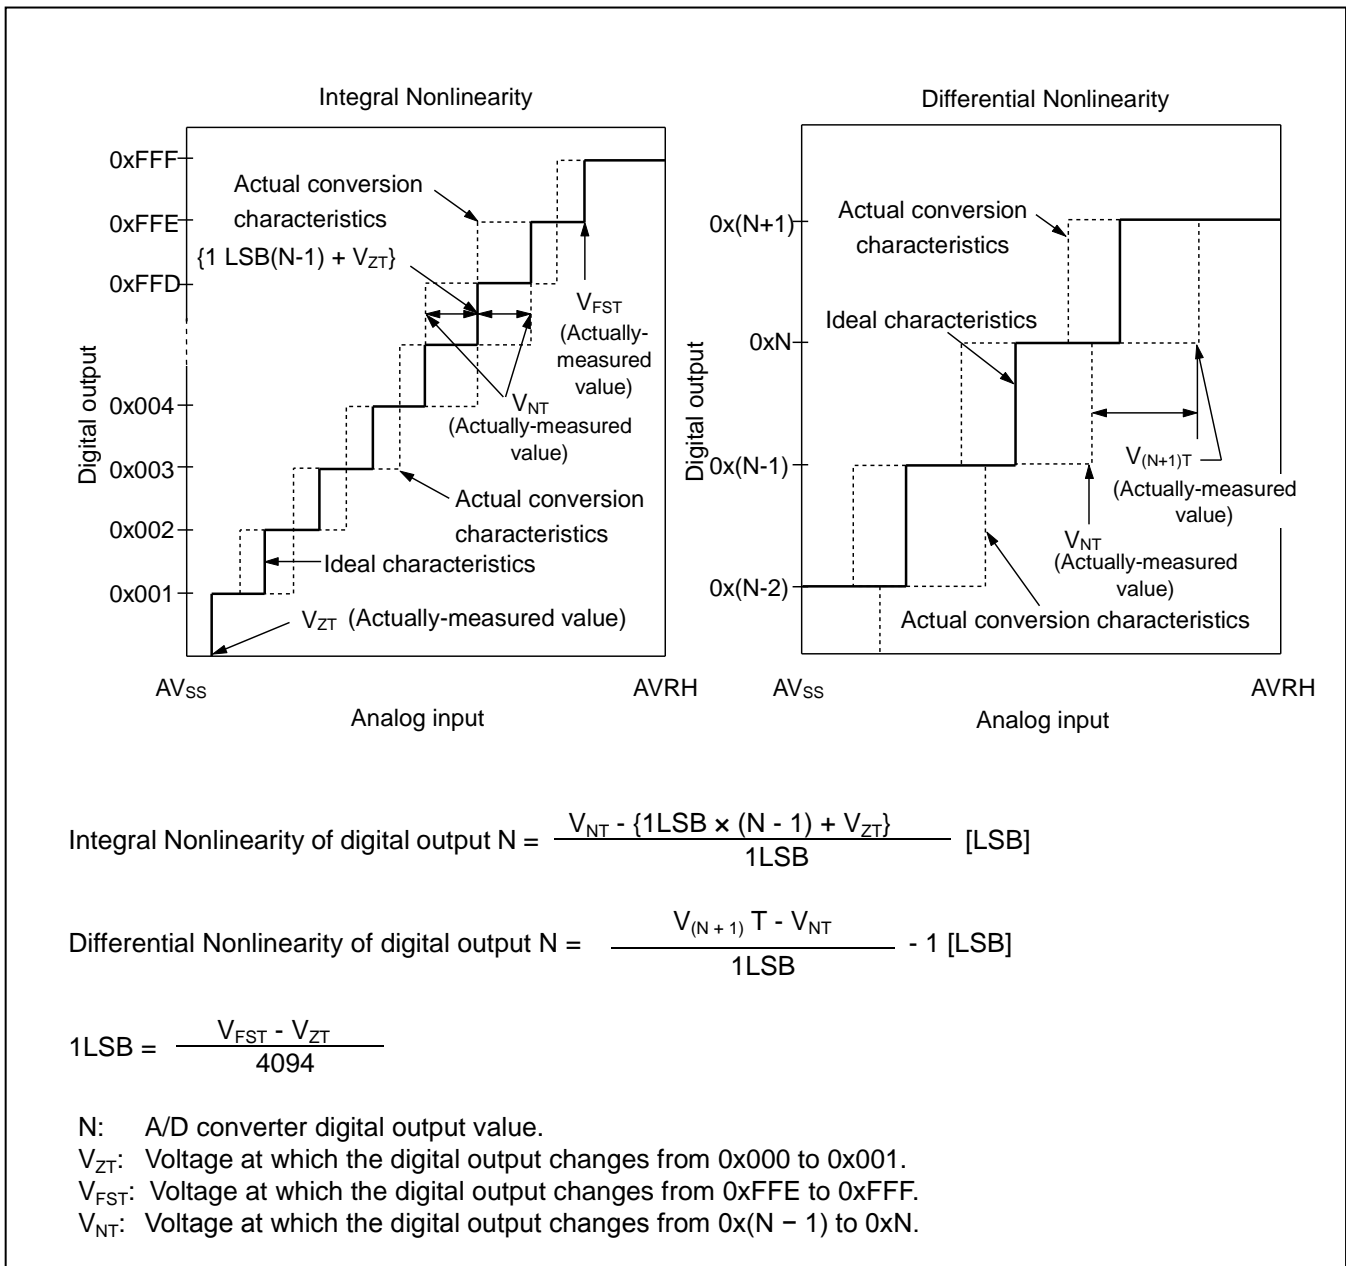 Integral Nonlinearity
0xFFF
0xFFE
0xFFD
0x004
0x003
0x002
0x001
Digital output
Actual conversion
characteristics
{1 LSB(N-1) + VZT}
VFST
(Actually-
measured
value)
VNT
(Actually-measured
value)
Actual conversion
characteristics
Ideal characteristics
VZT (Actually-measured value)
AVSS
AVRH
Analog input
Differential Nonlinearity
0x(N+1)
0xN
0x(N-1)
0x(N-2)
Digital output
Actual conversion
characteristics
Ideal characteristics
V(N+1)T
(Actually-measured
value)
VNT
(Actually-measured
value)
Actual conversion characteristics
AVSS
AVRH
Analog input
Integral Nonlinearity of digital output N = VNT - {1LSB × (N - 1) + VZT} / 1LSB [LSB]
Differential Nonlinearity of digital output N = V(N + 1) T - VNT / 1LSB - 1 [LSB]
1LSB = VFST - VZT / 4094
N: A/D converter digital output value.
VZT: Voltage at which the digital output changes from 0x000 to 0x001.
VFST: Voltage at which the digital output changes from 0xFFE to 0xFFF.
VNT: Voltage at which the digital output changes from 0x(N − 1) to 0xN.